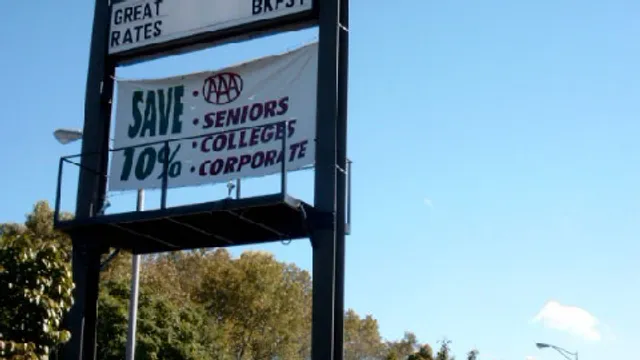 GREAT BKFST
RATES
SAVE · AAA
· SENIORS
10% · COLLEGES
· CORPORATE